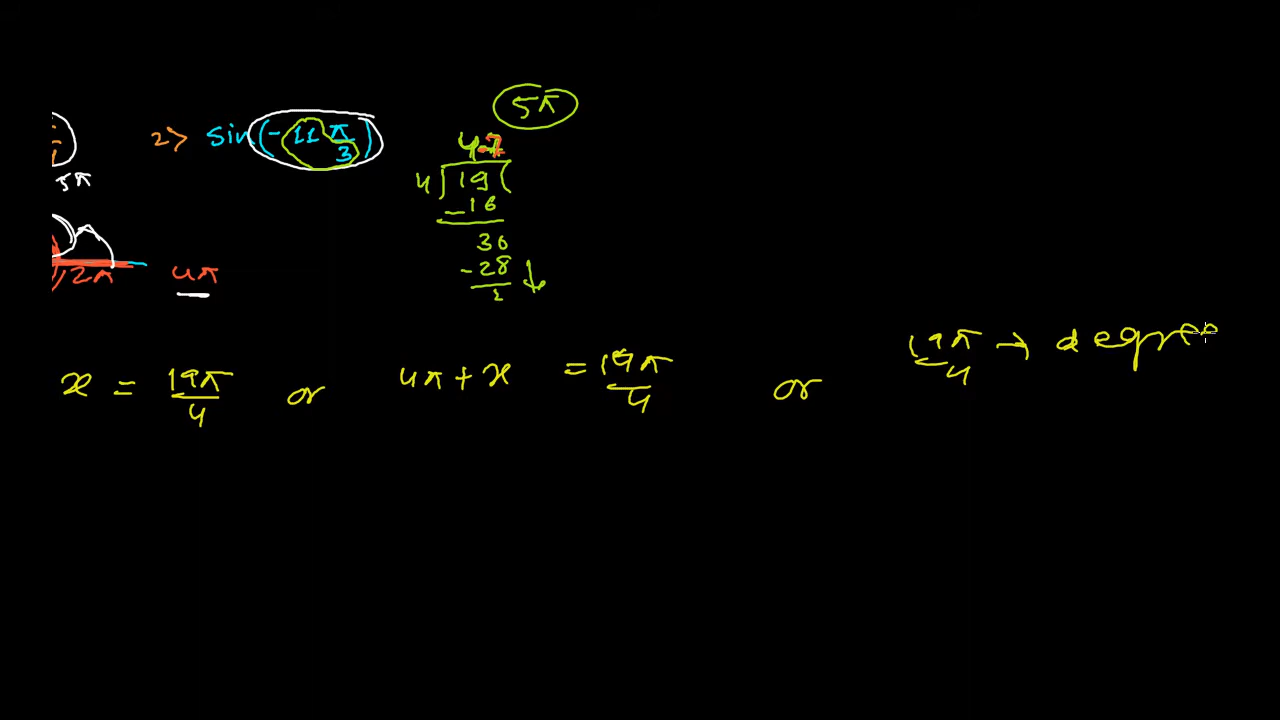 5π
2> sin(-11π/3)
4.7
4 19
5π
-16
30
-28
2
2π 4π
x = 19π/4 or 4π + x = 19π/4 or 19π/4 → degree